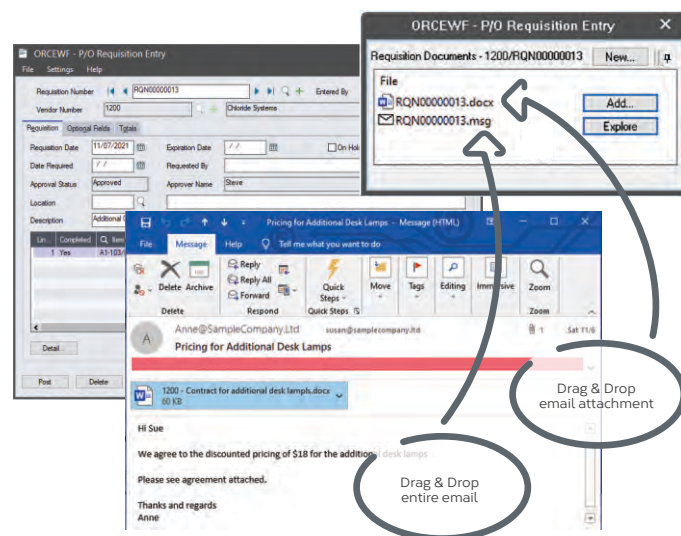 ORCEWF - P/O Requisition Entry
Requisition Documents - 1200/RQN00000013 New...
File
RQN00000013.docx
RQN00000013.msg
Add...
Explore
ORCEWF - P/O Requisition Entry
File Settings Help
Requisition Number RQN00000013 Entered By
Vendor Number 1200 Chloride Systems
Requisition Optional Fields Totals
Requisition Date 11/07/2021 Expiration Date / / On Hol
Date Required / / Requested By
Approval Status Approved Approver Name Steve
Location
Description Additional
Lin... Completed Item
1 Yes A1-103/
Detail...
Post Delete
Pricing for Additional Desk Lamps - Message (HTML)
File Message Help Tell me what you want to do
Delete Archive
Reply
Reply All
Forward
Quick Steps
Move
Tags
Editing
Immersive
Zoom
Delete Respond Quick Steps Zoom
A
Anne@SampleCompany.Ltd susan@samplecompany.ltd 1 Sat 11/6
Pricing for Additional Desk Lamps
1200 - Contract for additional desk lampls.docx
60 KB
Hi Sue
We agree to the discounted pricing of $18 for the additional desk lamps
Please see agreement attached.
Thanks and regards
Anne
Drag & Drop
email attachment
Drag & Drop
entire email